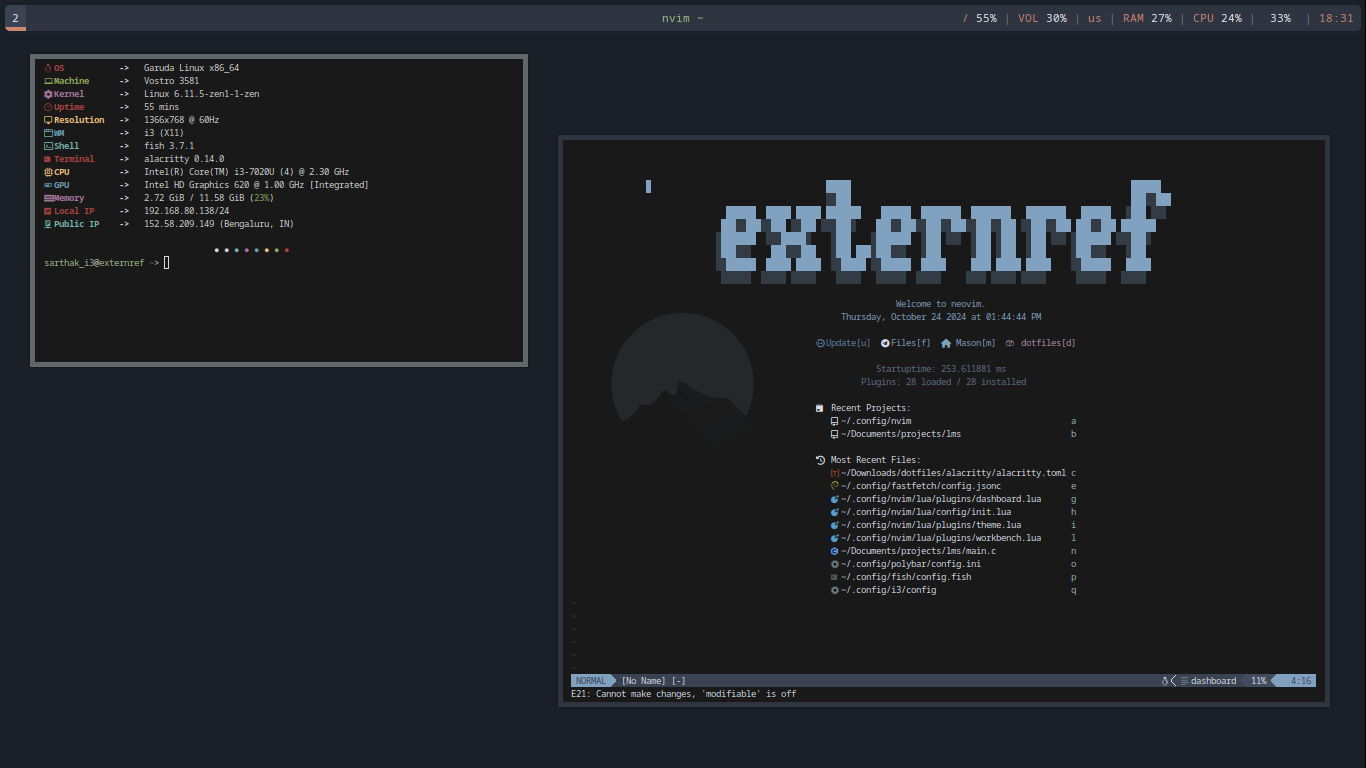 2 nvim ~ / 55% | VOL 30% | us | RAM 27% | CPU 24% | 33% | 18:31
OS -> Garuda Linux x86_64
Machine -> Vostro 3581
Kernel -> Linux 6.11.5-zen1-1-zen
Uptime -> 55 mins
Resolution -> 1366x768 @ 60Hz
WM -> i3 (X11)
Shell -> fish 3.7.1
Terminal -> alacritty 0.14.0
CPU -> Intel(R) Core(TM) i3-7020U (4) @ 2.30 GHz
GPU -> Intel HD Graphics 620 @ 1.00 GHz [Integrated]
Memory -> 2.72 GiB / 11.58 GiB (23%)
Local IP -> 192.168.80.138/24
Public IP -> 152.58.209.149 (Bengaluru, IN)
sarthak_i3@externref ~>
externref
Welcome to neovim.
Thursday, October 24 2024 at 01:44:44 PM
Update[u] Files[f] Mason[m] dotfiles[d]
Startuptime: 253.611881 ms
Plugins: 28 loaded / 28 installed
Recent Projects:
~/.config/nvim a
~/Documents/projects/lms b
Most Recent Files:
~/Downloads/dotfiles/alacritty/alacritty.toml c
~/.config/fastfetch/config.jsonc e
~/.config/nvim/lua/plugins/dashboard.lua g
~/.config/nvim/lua/config/init.lua h
~/.config/nvim/lua/plugins/theme.lua i
~/.config/nvim/lua/plugins/workbench.lua l
~/Documents/projects/lms/main.c n
~/.config/polybar/config.ini o
~/.config/fish/config.fish p
~/.config/i3/config q
~
~
~
~
~
~
NORMAL [No Name] [-] dashboard 11% 4:16
E21: Cannot make changes, 'modifiable' is off